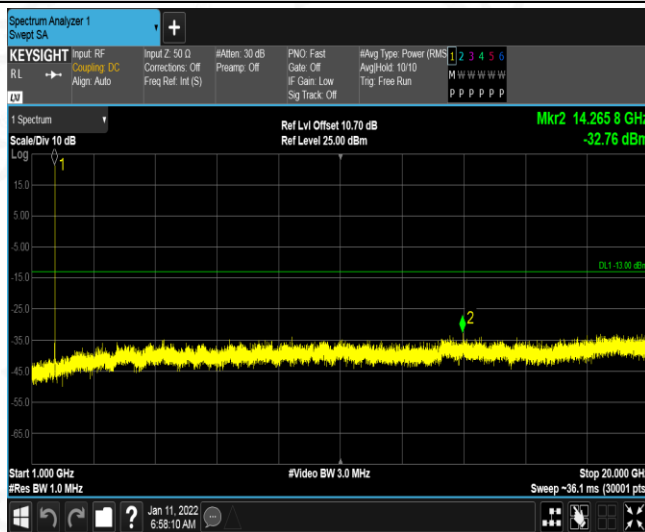 Spectrum Analyzer 1
Swept SA
+
KEYSIGHT
RL
LXI
Input: RF
Coupling: DC
Align: Auto
Input Z: 50 Ω
Corrections: Off
Freq Ref: Int (S)
#Atten: 30 dB
Preamp: Off
PNO: Fast
Gate: Off
IF Gain: Low
Sig Track: Off
#Avg Type: Power (RMS
Avg|Hold: 10/10
Trig: Free Run
1 2 3 4 5 6
M W W W W W
P P P P P P
1 Spectrum
Scale/Div 10 dB
Log
Ref Lvl Offset 10.70 dB
Ref Level 25.00 dBm
Mkr2 14.265 8 GHz
-32.76 dBm
1
15.0
5.00
-5.00
-15.0
DL1 -13.00 dBm
-25.0
2
-35.0
-45.0
-55.0
-65.0
Start 1.000 GHz
#Video BW 3.0 MHz
Stop 20.000 GHz
#Res BW 1.0 MHz
Sweep ~36.1 ms (30001 pts
?
Jan 11, 2022
6:58:10 AM